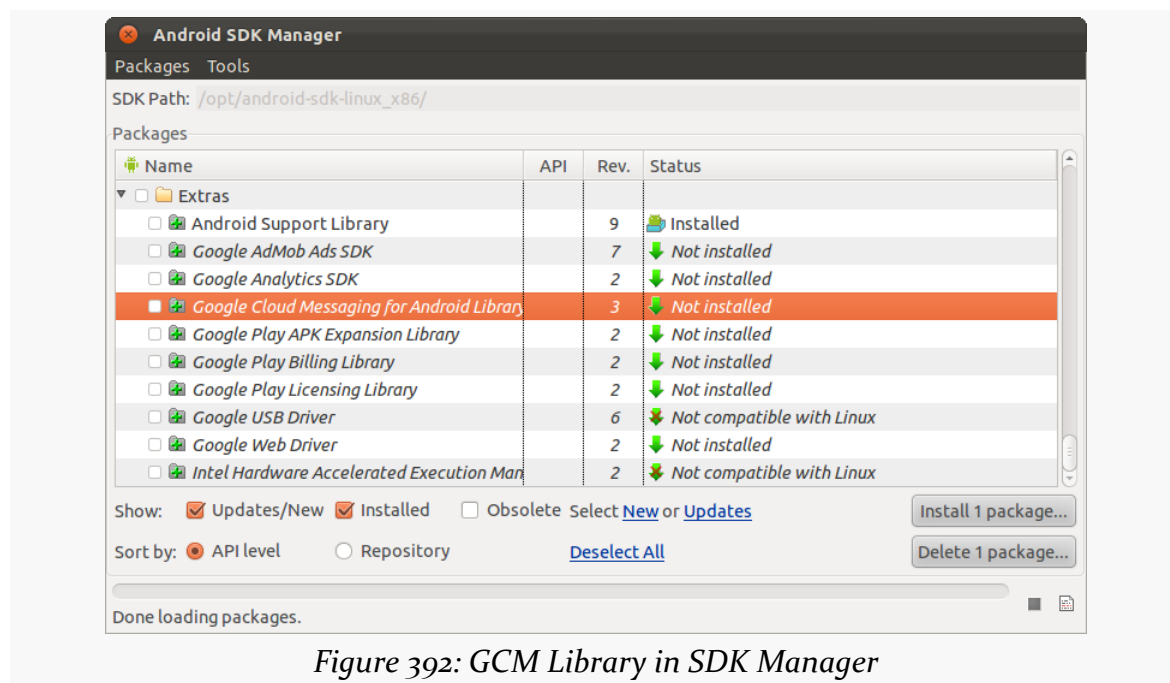 Android SDK Manager
Packages Tools
SDK Path: /opt/android-sdk-linux_x86/
Packages
Name API Rev. Status
Extras
Android Support Library 9 Installed
Google AdMob Ads SDK 7 Not installed
Google Analytics SDK 2 Not installed
Google Cloud Messaging for Android Library 3 Not installed
Google Play APK Expansion Library 2 Not installed
Google Play Billing Library 2 Not installed
Google Play Licensing Library 2 Not installed
Google USB Driver 6 Not compatible with Linux
Google Web Driver 2 Not installed
Intel Hardware Accelerated Execution Man 2 Not compatible with Linux
Show: Updates/New Installed Obsolete Select New or Updates Install 1 package...
Sort by: API level Repository Deselect All Delete 1 package...
Done loading packages.
Figure 392: GCM Library in SDK Manager